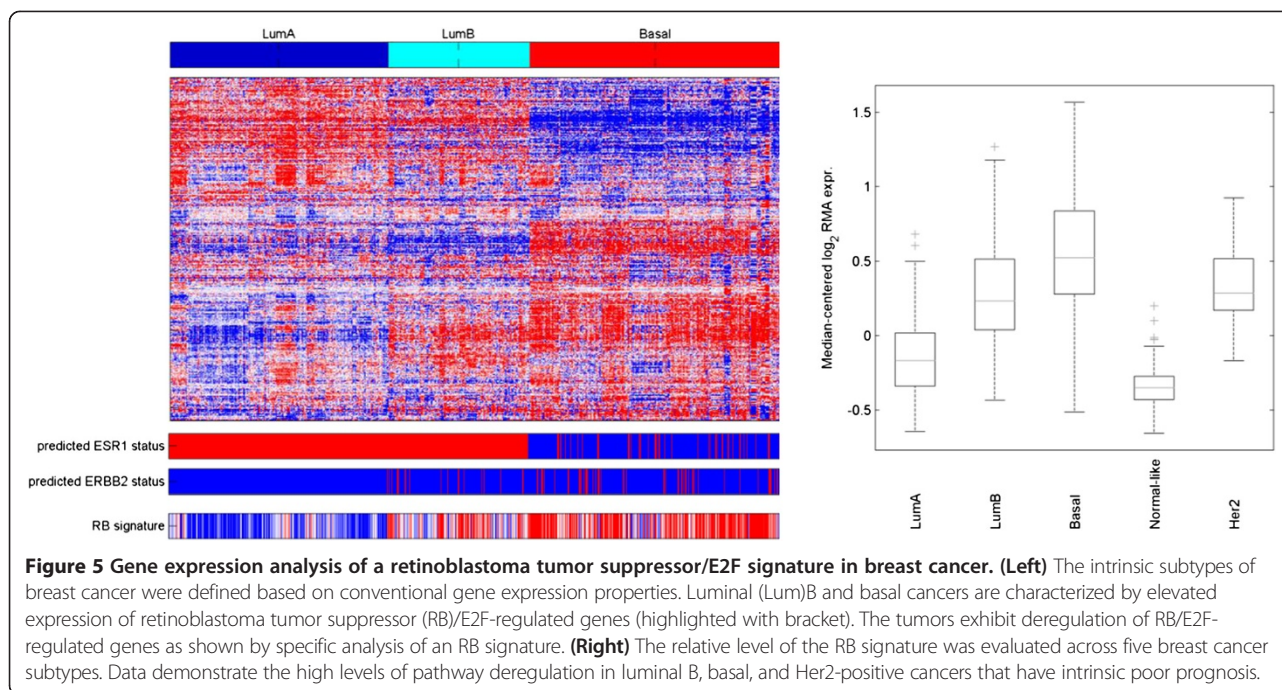 LumA LumB Basal
predicted ESR1 status
predicted ERBB2 status
RB signature
Median-centered log2 RMA expr.
1.5
1
0.5
0
-0.5
LumA
LumB
Basal
Normal-like
Her2
Figure 5 Gene expression analysis of a retinoblastoma tumor suppressor/E2F signature in breast cancer. (Left) The intrinsic subtypes of
breast cancer were defined based on conventional gene expression properties. Luminal (Lum)B and basal cancers are characterized by elevated
expression of retinoblastoma tumor suppressor (RB)/E2F-regulated genes (highlighted with bracket). The tumors exhibit deregulation of RB/E2F-
regulated genes as shown by specific analysis of an RB signature. (Right) The relative level of the RB signature was evaluated across five breast cancer
subtypes. Data demonstrate the high levels of pathway deregulation in luminal B, basal, and Her2-positive cancers that have intrinsic poor prognosis.